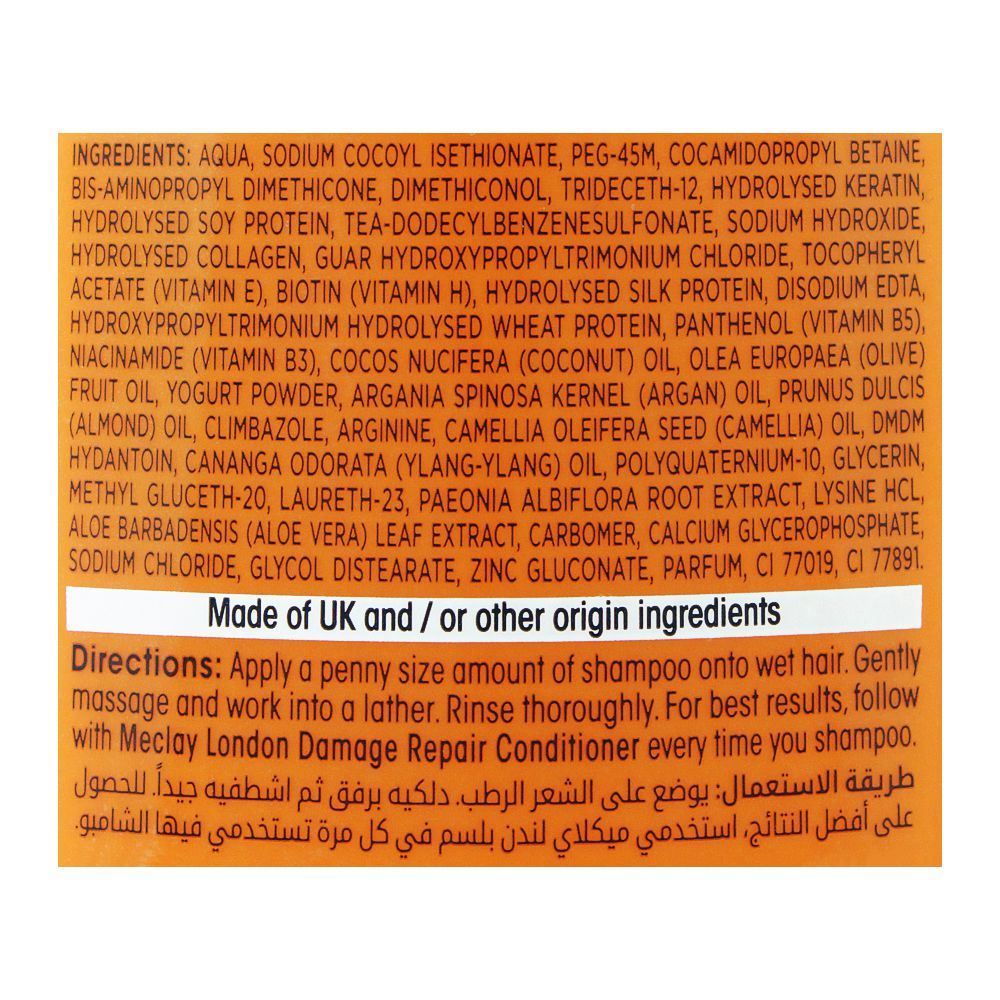 INGREDIENTS: AQUA, SODIUM COCOYL ISETHIONATE, PEG-45M, COCAMIDOPROPYL BETAINE,
BIS-AMINOPROPYL DIMETHICONE, DIMETHICONOL, TRIDECETH-12, HYDROLYSED KERATIN,
HYDROLYSED SOY PROTEIN, TEA-DODECYLBENZENESULFONATE, SODIUM HYDROXIDE,
HYDROLYSED COLLAGEN, GUAR HYDROXYPROPYLTRIMONIUM CHLORIDE, TOCOPHERYL
ACETATE (VITAMIN E), BIOTIN (VITAMIN H), HYDROLYSED SILK PROTEIN, DISODIUM EDTA,
HYDROXYPROPYLTRIMONIUM HYDROLYSED WHEAT PROTEIN, PANTHENOL (VITAMIN B5),
NIACINAMIDE (VITAMIN B3), COCOS NUCIFERA (COCONUT) OIL, OLEA EUROPAEA (OLIVE)
FRUIT OIL, YOGURT POWDER, ARGANIA SPINOSA KERNEL (ARGAN) OIL, PRUNUS DULCIS
(ALMOND) OIL, CLIMBAZOLE, ARGININE, CAMELLIA OLEIFERA SEED (CAMELLIA) OIL, DMDM
HYDANTOIN, CANANGA ODORATA (YLANG-YLANG) OIL, POLYQUATERNIUM-10, GLYCERIN,
METHYL GLUCETH-20, LAURETH-23, PAEONIA ALBIFLORA ROOT EXTRACT, LYSINE HCL,
ALOE BARBADENSIS (ALOE VERA) LEAF EXTRACT, CARBOMER, CALCIUM GLYCEROPHOSPHATE,
SODIUM CHLORIDE, GLYCOL DISTEARATE, ZINC GLUCONATE, PARFUM, CI 77019, CI 77891.
Made of UK and / or other origin ingredients
Directions: Apply a penny size amount of shampoo onto wet hair. Gently
massage and work into a lather. Rinse thoroughly. For best results, follow
with Meclay London Damage Repair Conditioner every time you shampoo.
طريقة الاستعمال: يوضع على الشعر الرطب. دلكيه برفق ثم اشطفيه جيداً. للحصول
على أفضل النتائج، استخدمي ميكلاي لندن بلسم في كل مرة تستخدمي فيها الشامبو.